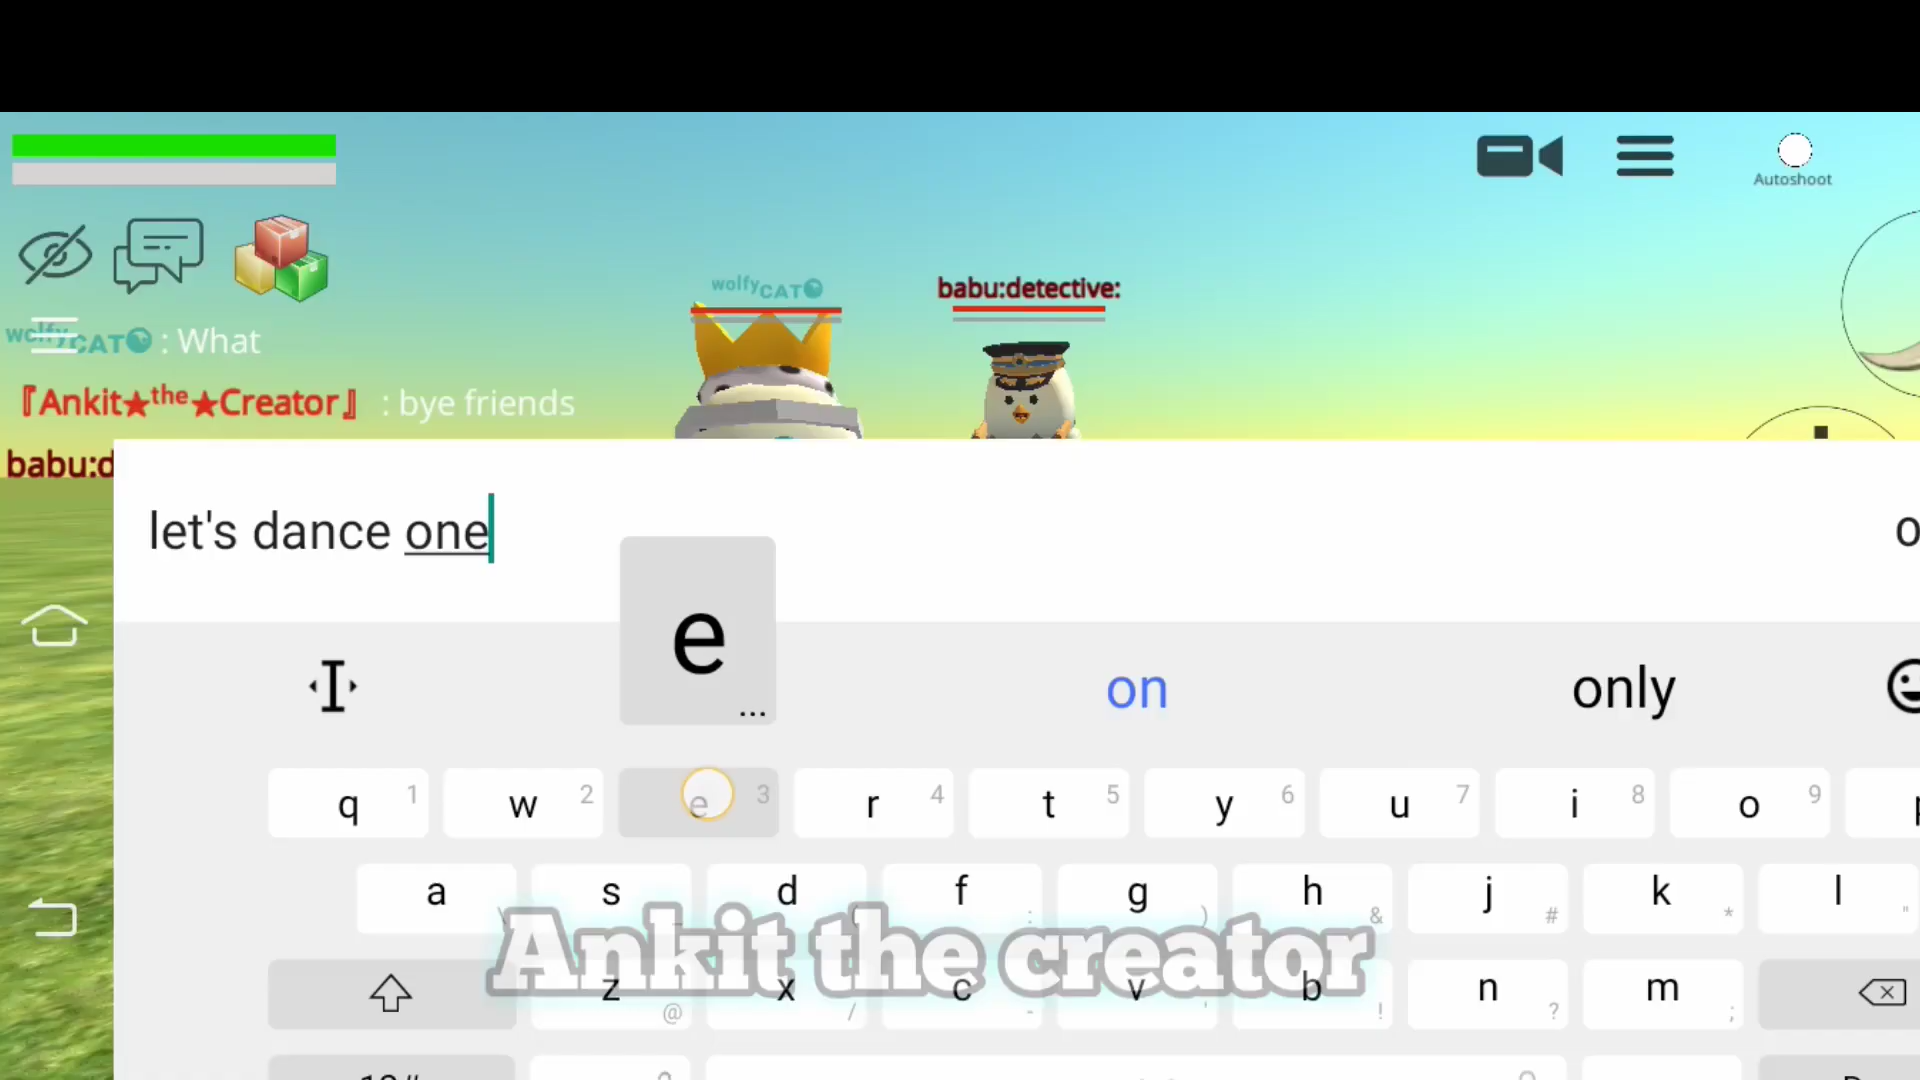 Autoshoot
wolfyCAT babu:detective:
wolfyCAT : What
『Ankit★the★Creator』 : bye friends
babu:d
let's dance one
o
e
...
on only
q 1 w 2 e 3 r 4 t 5 y 6 u 7 i 8 o 9
a s d f : g ) h & j # k * l "
Ankit the creator
z @ x / c - v ' b ! n ? m ;